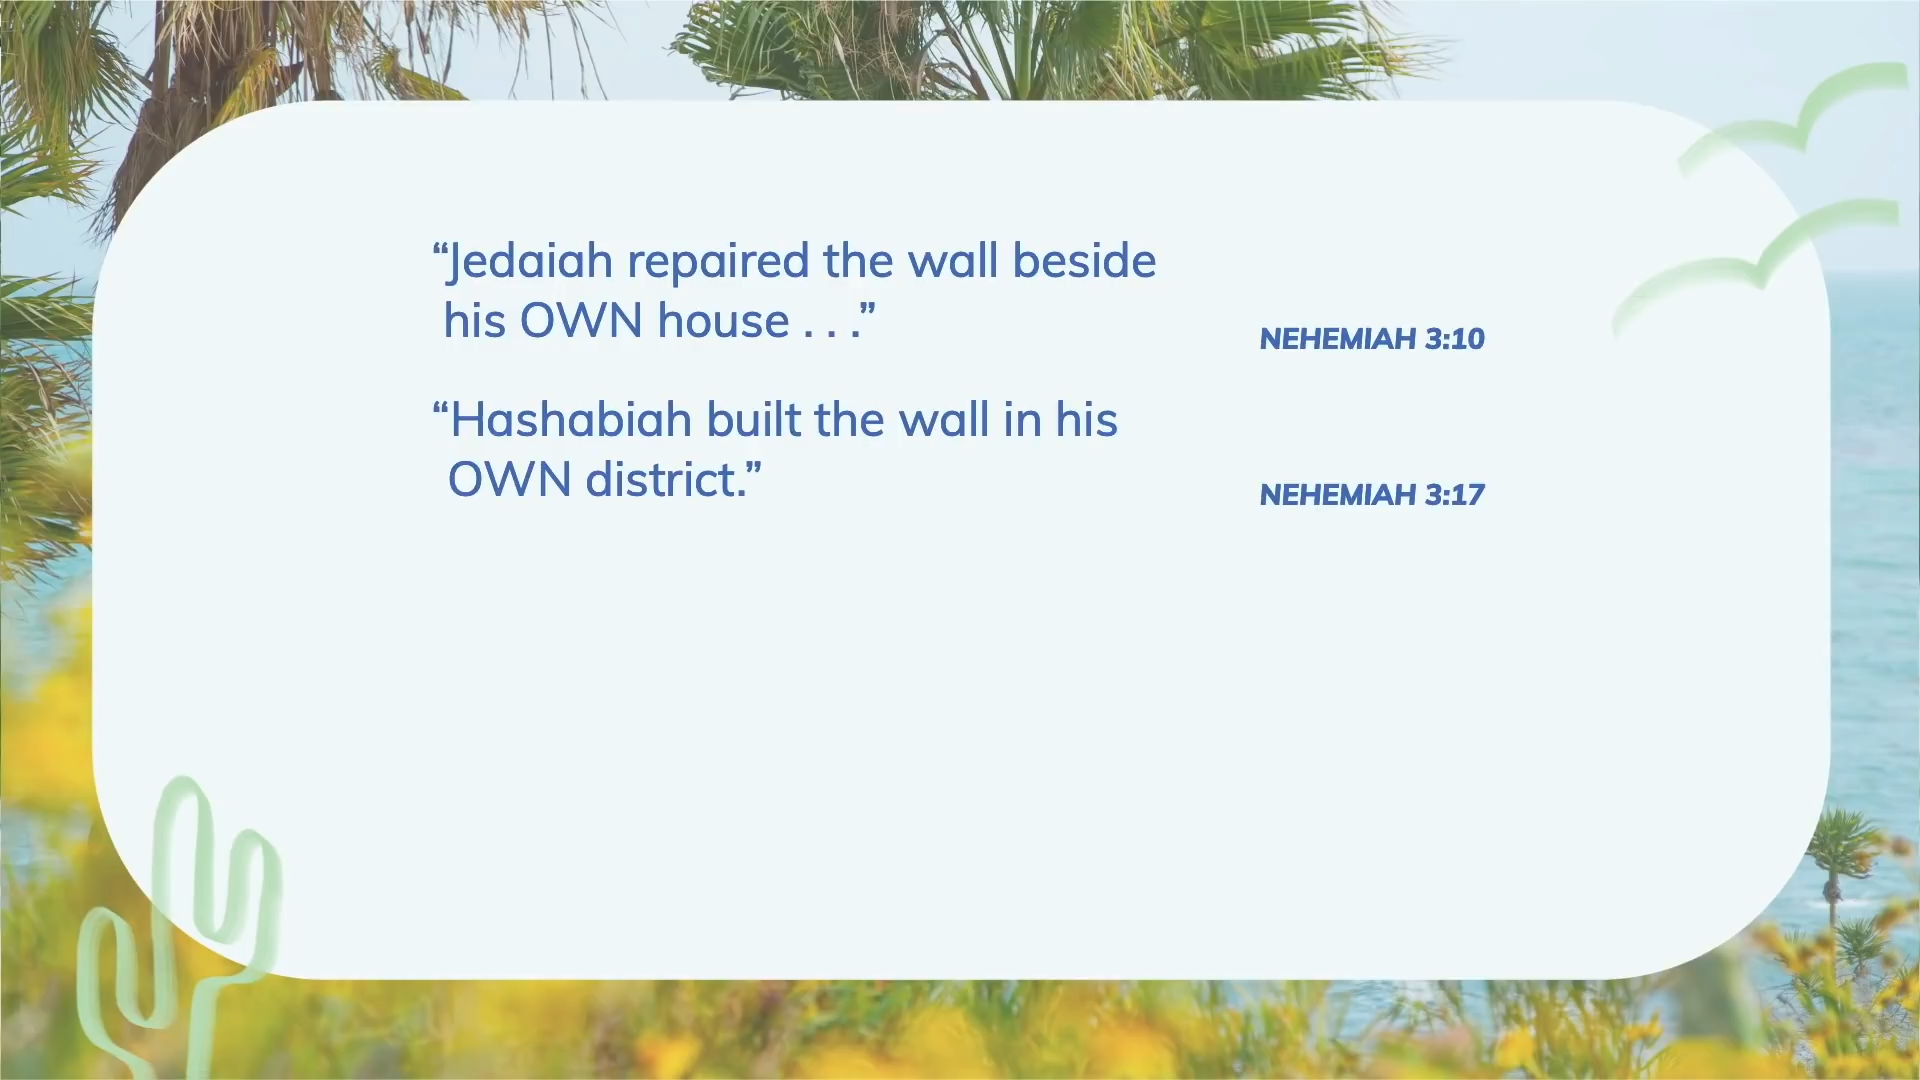 “Jedaiah repaired the wall beside
his OWN house . . .”
NEHEMIAH 3:10
“Hashabiah built the wall in his
OWN district.”
NEHEMIAH 3:17